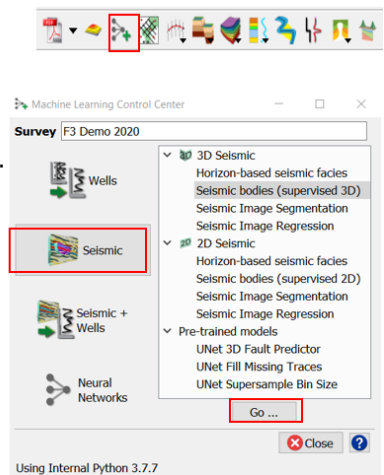 Machine Learning Control Center
Survey F3 Demo 2020
Wells
Seismic
Seismic +
Wells
Neural
Networks
3D Seismic
Horizon-based seismic facies
Seismic bodies (supervised 3D)
Seismic Image Segmentation
Seismic Image Regression
2D Seismic
Horizon-based seismic facies
Seismic bodies (supervised 2D)
Seismic Image Segmentation
Seismic Image Regression
Pre-trained models
UNet 3D Fault Predictor
UNet Fill Missing Traces
UNet Supersample Bin Size
Go ...
Close ?
Using Internal Python 3.7.7